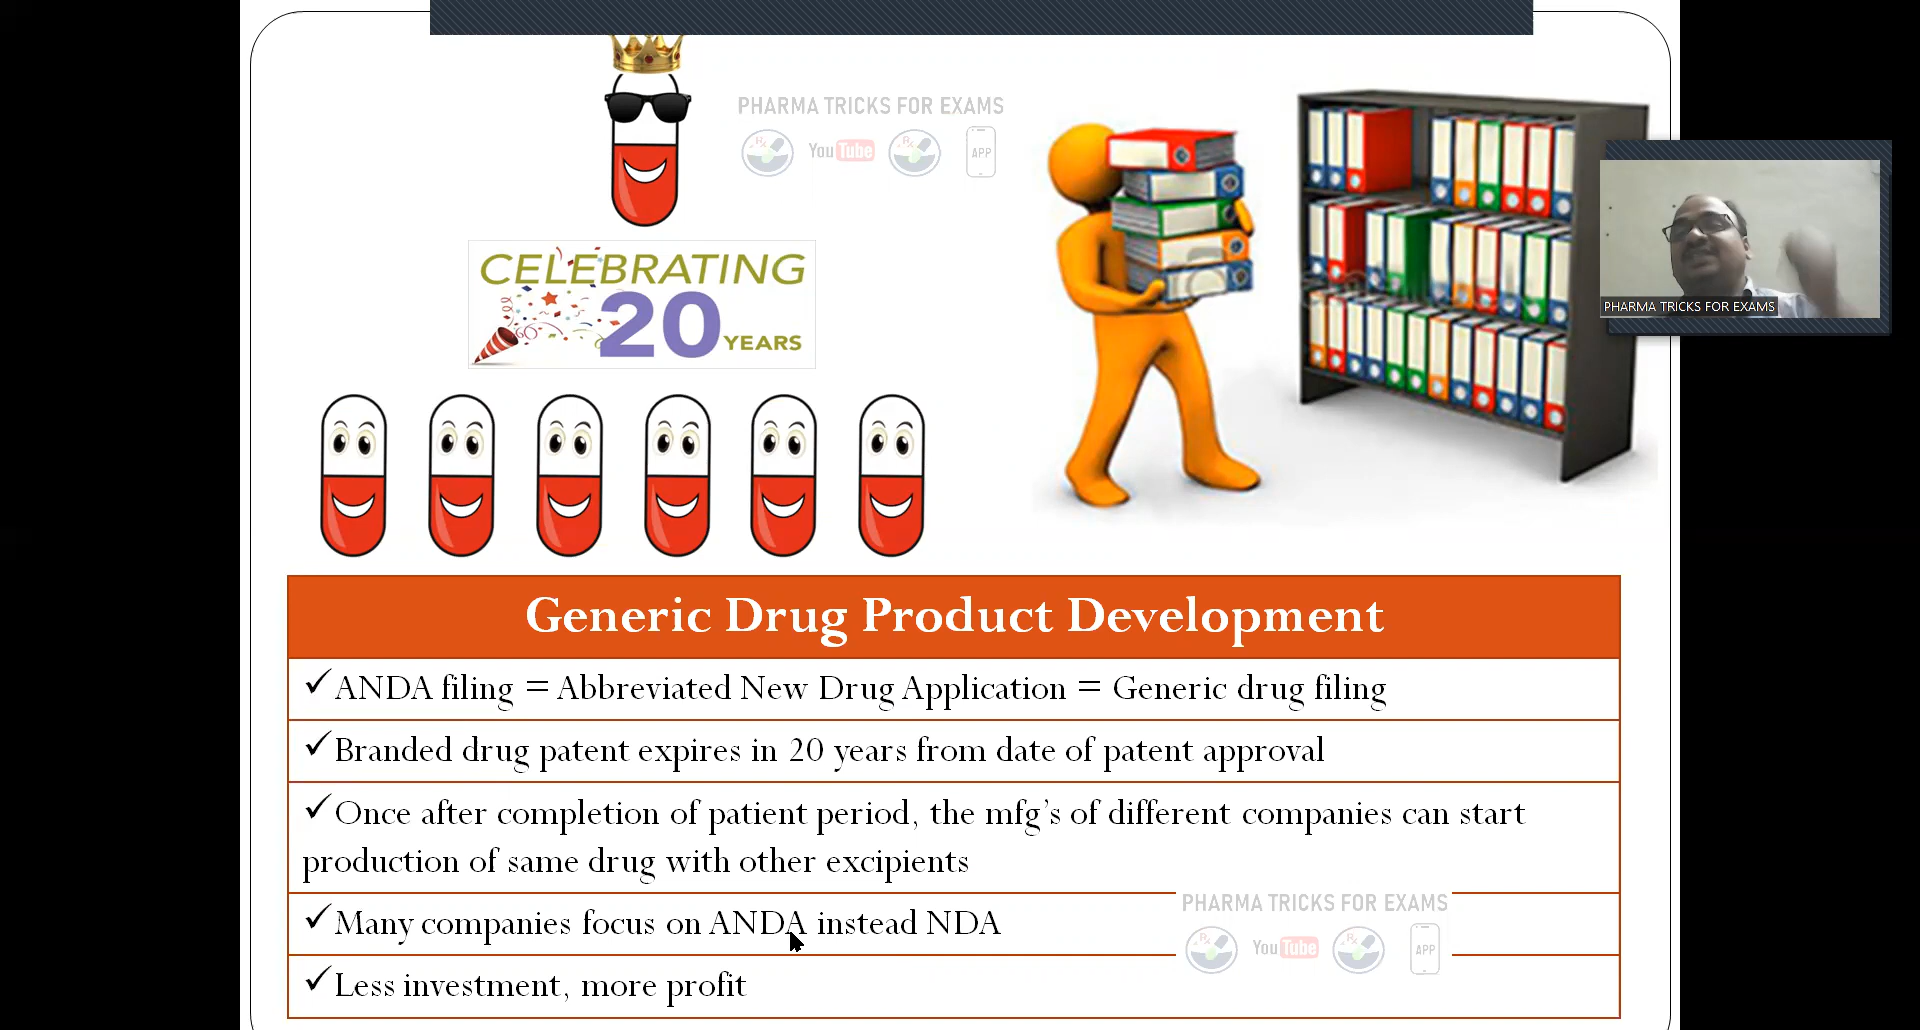 PHARMA TRICKS FOR EXAMS
YouTube
APP
CELEBRATING
20 YEARS
PHARMA TRICKS FOR EXAMS
Generic Drug Product Development
✓ANDA filing = Abbreviated New Drug Application = Generic drug filing
✓Branded drug patent expires in 20 years from date of patent approval
✓Once after completion of patient period, the mfg's of different companies can start
production of same drug with other excipients
✓Many companies focus on ANDA instead NDA
✓Less investment, more profit
PHARMA TRICKS FOR EXAMS
YouTube
APP